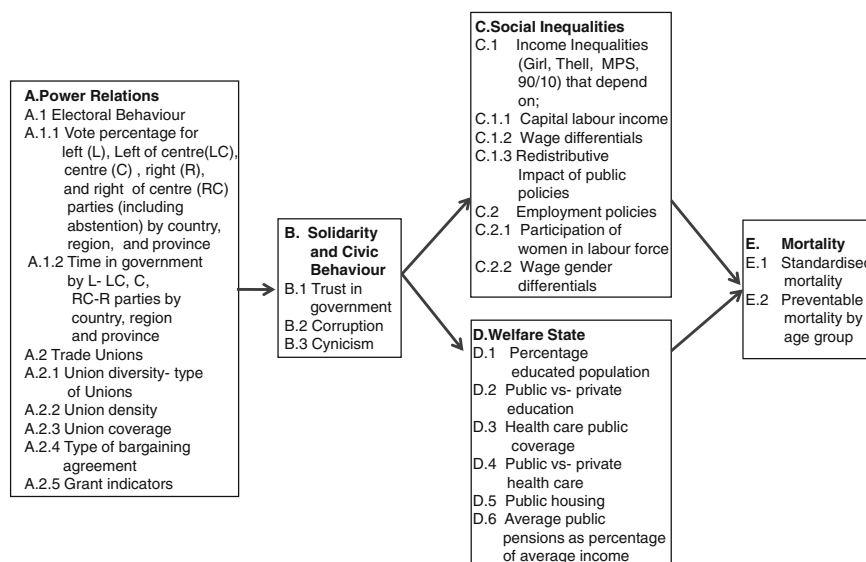 A.Power Relations
A.1 Electoral Behaviour
A.1.1 Vote percentage for
left (L), Left of centre(LC),
centre (C) , right (R),
and right of centre (RC)
parties (including
abstention) by country,
region, and province
A.1.2 Time in government
by L- LC, C,
RC-R parties by
country, region
and province
A.2 Trade Unions
A.2.1 Union diversity- type
of Unions
A.2.2 Union density
A.2.3 Union coverage
A.2.4 Type of bargaining
agreement
A.2.5 Grant indicators
B. Solidarity
and Civic
Behaviour
B.1 Trust in
government
B.2 Corruption
B.3 Cynicism
C.Social Inequalities
C.1 Income Inequalities
(Girl, Thell, MPS,
90/10) that depend
on;
C.1.1 Capital labour income
C.1.2 Wage differentials
C.1.3 Redistributive
Impact of public
policies
C.2 Employment policies
C.2.1 Participation of
women in labour force
C.2.2 Wage gender
differentials
D.Welfare State
D.1 Percentage
educated population
D.2 Public vs- private
education
D.3 Health care public
coverage
D.4 Public vs- private
health care
D.5 Public housing
D.6 Average public
pensions as percentage
of average income
E. Mortality
E.1 Standardised
mortality
E.2 Preventable
mortality by
age group